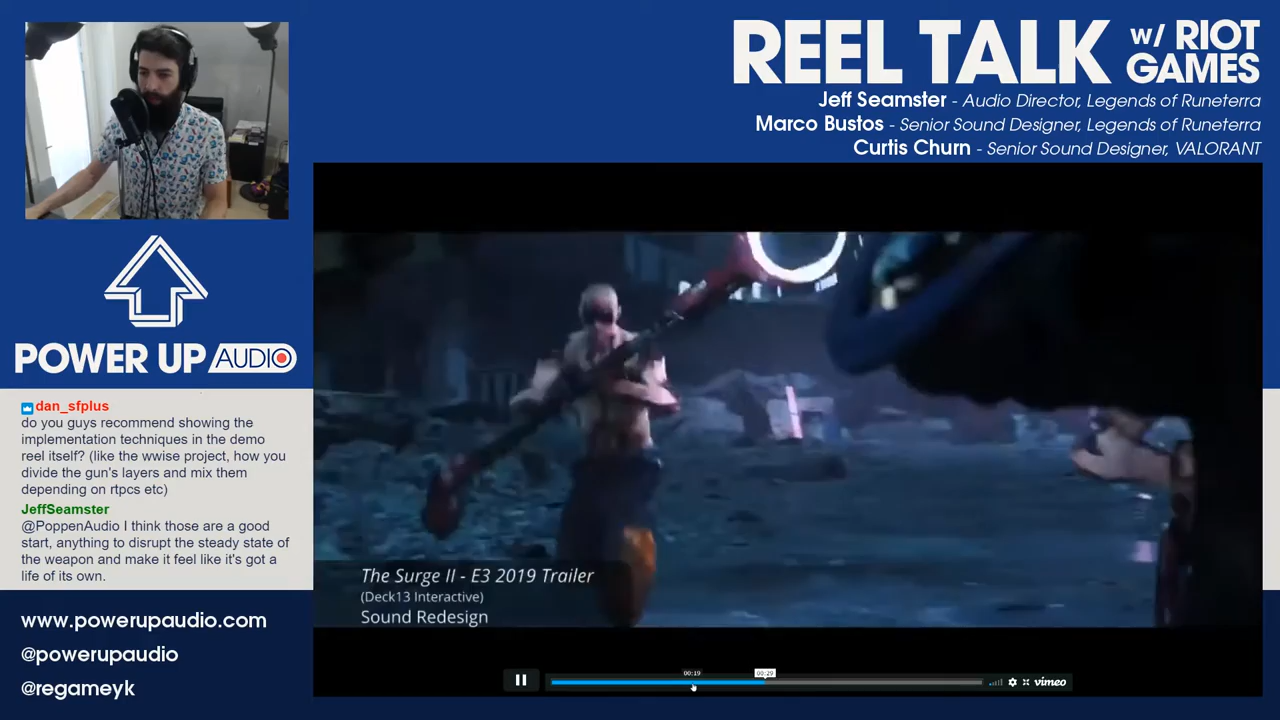 REEL TALK w/ RIOT GAMES
Jeff Seamster - Audio Director, Legends of Runeterra
Marco Bustos - Senior Sound Designer, Legends of Runeterra
Curtis Churn - Senior Sound Designer, VALORANT
POWER UP AUDIO
dan_sfplus
do you guys recommend showing the
implementation techniques in the demo
reel itself? (like the wwise project, how you
divide the gun's layers and mix them
depending on rtpcs etc)
JeffSeamster
@PoppenAudio I think those are a good
start, anything to disrupt the steady state of
the weapon and make it feel like it's got a
life of its own.
www.powerupaudio.com
@powerupaudio
@regameyk
The Surge II - E3 2019 Trailer
(Deck13 Interactive)
Sound Redesign
00:19
00:29
vimeo